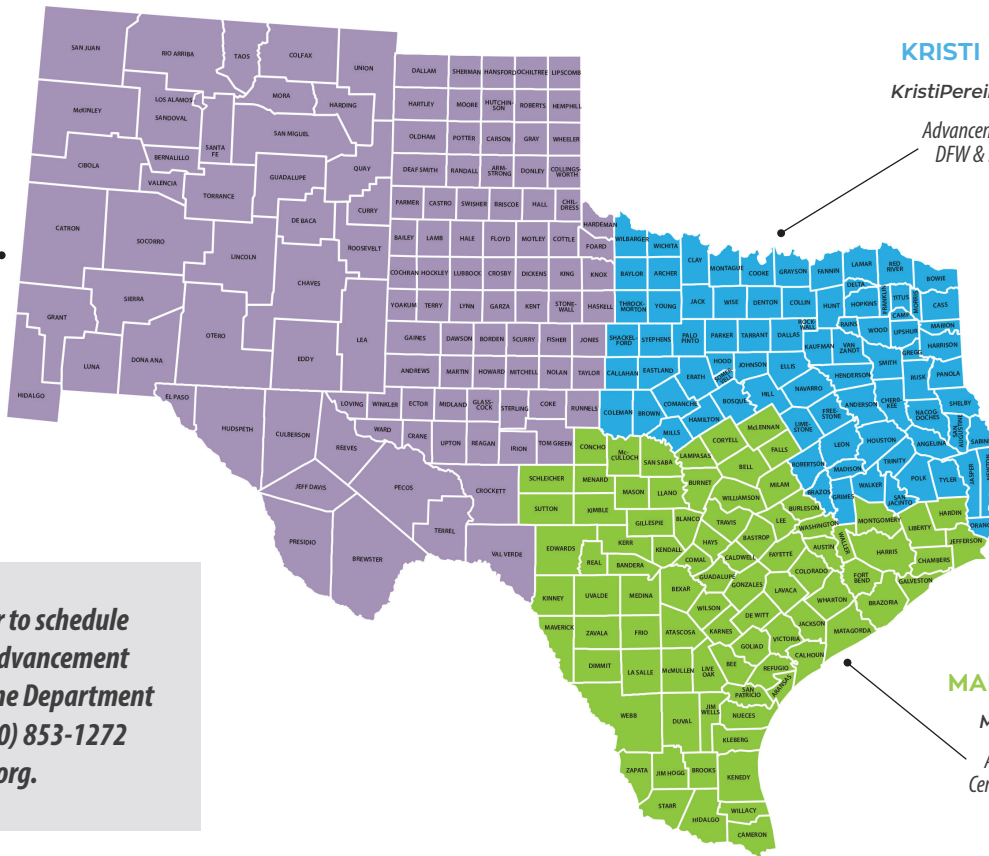 SAN JUAN
RIO ARRIBA
TAOS
COLFAX
UNION
McKINLEY
LOS ALAMOS
SANDOVAL
SANTA
FE
MORA
HARDING
SAN MIGUEL
CIBOLA
BERNALILLO
VALENCIA
TORRANCE
GUADALUPE
QUAY
CURRY
DE BACA
ROOSEVELT
CATRON
SOCORRO
LINCOLN
CHAVES
SIERRA
GRANT
LUNA
DONA ANA
OTERO
EDDY
LEA
HIDALGO
DALLAM
SHERMAN
HANSFORD
OCHILTREE
LIPSCOMB
HARTLEY
MOORE
HUTCHIN-
SON
ROBERTS
HEMPHILL
OLDHAM
POTTER
CARSON
GRAY
WHEELER
DEAF SMITH
RANDALL
ARM-
STRONG
DONLEY
COLLINGS-
WORTH
PARMER
CASTRO
SWISHER
BRISCOE
HALL
CHIL-
DRESS
HARDEMAN
BAILEY
LAMB
HALE
FLOYD
MOTLEY
COTTLE
FOARD
COCHRAN
HOCKLEY
LUBBOCK
CROSBY
DICKENS
KING
KNOX
YOAKUM
TERRY
LYNN
GARZA
KENT
STONE-
WALL
HASKELL
GAINES
DAWSON
BORDEN
SCURRY
FISHER
JONES
ANDREWS
MARTIN
HOWARD
MITCHELL
NOLAN
TAYLOR
EL PASO
HUDSPETH
CULBERSON
LOVING
WINKLER
ECTOR
MIDLAND
GLASS-
COCK
STERLING
COKE
RUNNELS
REEVES
WARD
CRANE
UPTON
REAGAN
IRION
TOM GREEN
JEFF DAVIS
PECOS
CROCKETT
PRESIDIO
BREWSTER
TERREL
VAL VERDE
KRISTI
KristiPerei
Advancem
DFW &
WILBARGER
WICHITA
CLAY
MONTAGUE
COOKE
GRAYSON
FANNIN
LAMAR
RED
RIVER
BOWIE
BAYLOR
ARCHER
DELTA
HOPKINS
FRANKLIN
TITUS
MORRIS
CASS
THROCK-
MORTON
YOUNG
JACK
WISE
DENTON
COLLIN
HUNT
CAMP
MARION
SHACKEL-
FORD
STEPHENS
PALO
PINTO
PARKER
TARRANT
DALLAS
ROCK-
WALL
KAUFMAN
RAINS
VAN
ZANDT
WOOD
UPSHUR
GREGG
HARRISON
CALLAHAN
EASTLAND
ERATH
HOOD
SOMER-
VELL
JOHNSON
ELLIS
HENDERSON
SMITH
RUSK
PANOLA
COLEMAN
BROWN
COMANCHE
HAMILTON
MILLS
BOSQUE
HILL
NAVARRO
ANDERSON
CHERO-
KEE
NACOG-
DOCHES
SHELBY
LIME-
STONE
FREE-
STONE
LEON
HOUSTON
ANGELINA
SAN
AUGUSTINE
SABIN
ROBERTSON
MADISON
TRINITY
POLK
TYLER
JASPER
BRAZOS
GRIMES
WALKER
SAN
JACINTO
ORANG
CONCHO
Mc-
CULLOCH
SAN SABA
LAMPASAS
CORYELL
McLENNAN
FALLS
BELL
SCHLEICHER
MENARD
MASON
LLANO
BURNET
WILLIAMSON
MILAM
SUTTON
KIMBLE
GILLESPIE
BLANCO
TRAVIS
LEE
BURLESON
WASHINGTON
MONTGOMERY
LIBERTY
HARDIN
EDWARDS
REAL
KERR
BANDERA
KENDALL
HAYS
COMAL
BASTROP
CALDWELL
FAYETTE
AUSTIN
WALLER
HARRIS
JEFFERSON
CHAMBERS
GALVESTON
KINNEY
UVALDE
MEDINA
BEXAR
GUADALUPE
GONZALES
COLORADO
LAVACA
FORT
BEND
WHARTON
BRAZORIA
MAVERICK
ZAVALA
FRIO
ATASCOSA
WILSON
KARNES
DE WITT
JACKSON
MATAGORDA
DIMMIT
LA SALLE
McMULLEN
LIVE
OAK
BEE
GOLIAD
VICTORIA
REFUGIO
CALHOUN
SAN
PATRICIO
ARANSAS
WEBB
DUVAL
JIM
WELLS
NUECES
KLEBERG
ZAPATA
JIM HOGG
BROOKS
KENEDY
STARR
HIDALGO
WILLACY
CAMERON
r to schedule
dvancement
he Department
0) 853-1272
org.
MA
M
A
Cen